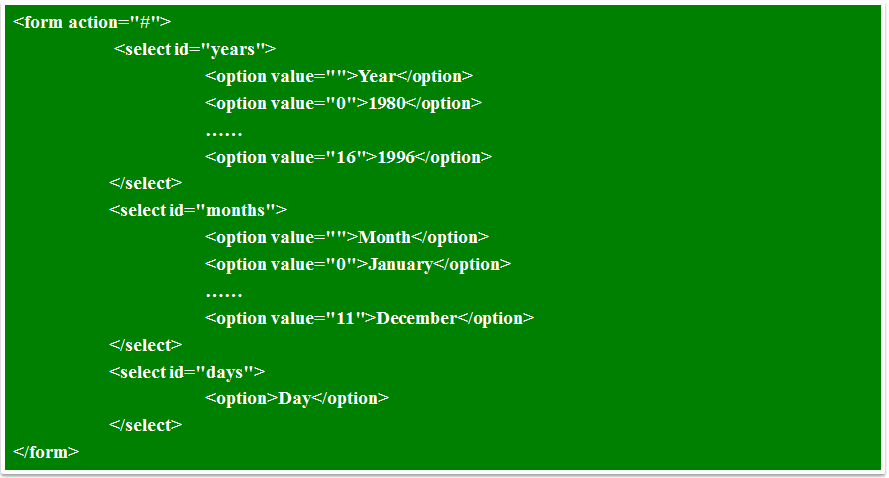 <form action="#">
<select id="years">
<option value="">Year</option>
<option value="0">1980</option>
……
<option value="16">1996</option>
</select>
<select id="months">
<option value="">Month</option>
<option value="0">January</option>
……
<option value="11">December</option>
</select>
<select id="days">
<option>Day</option>
</select>
</form>